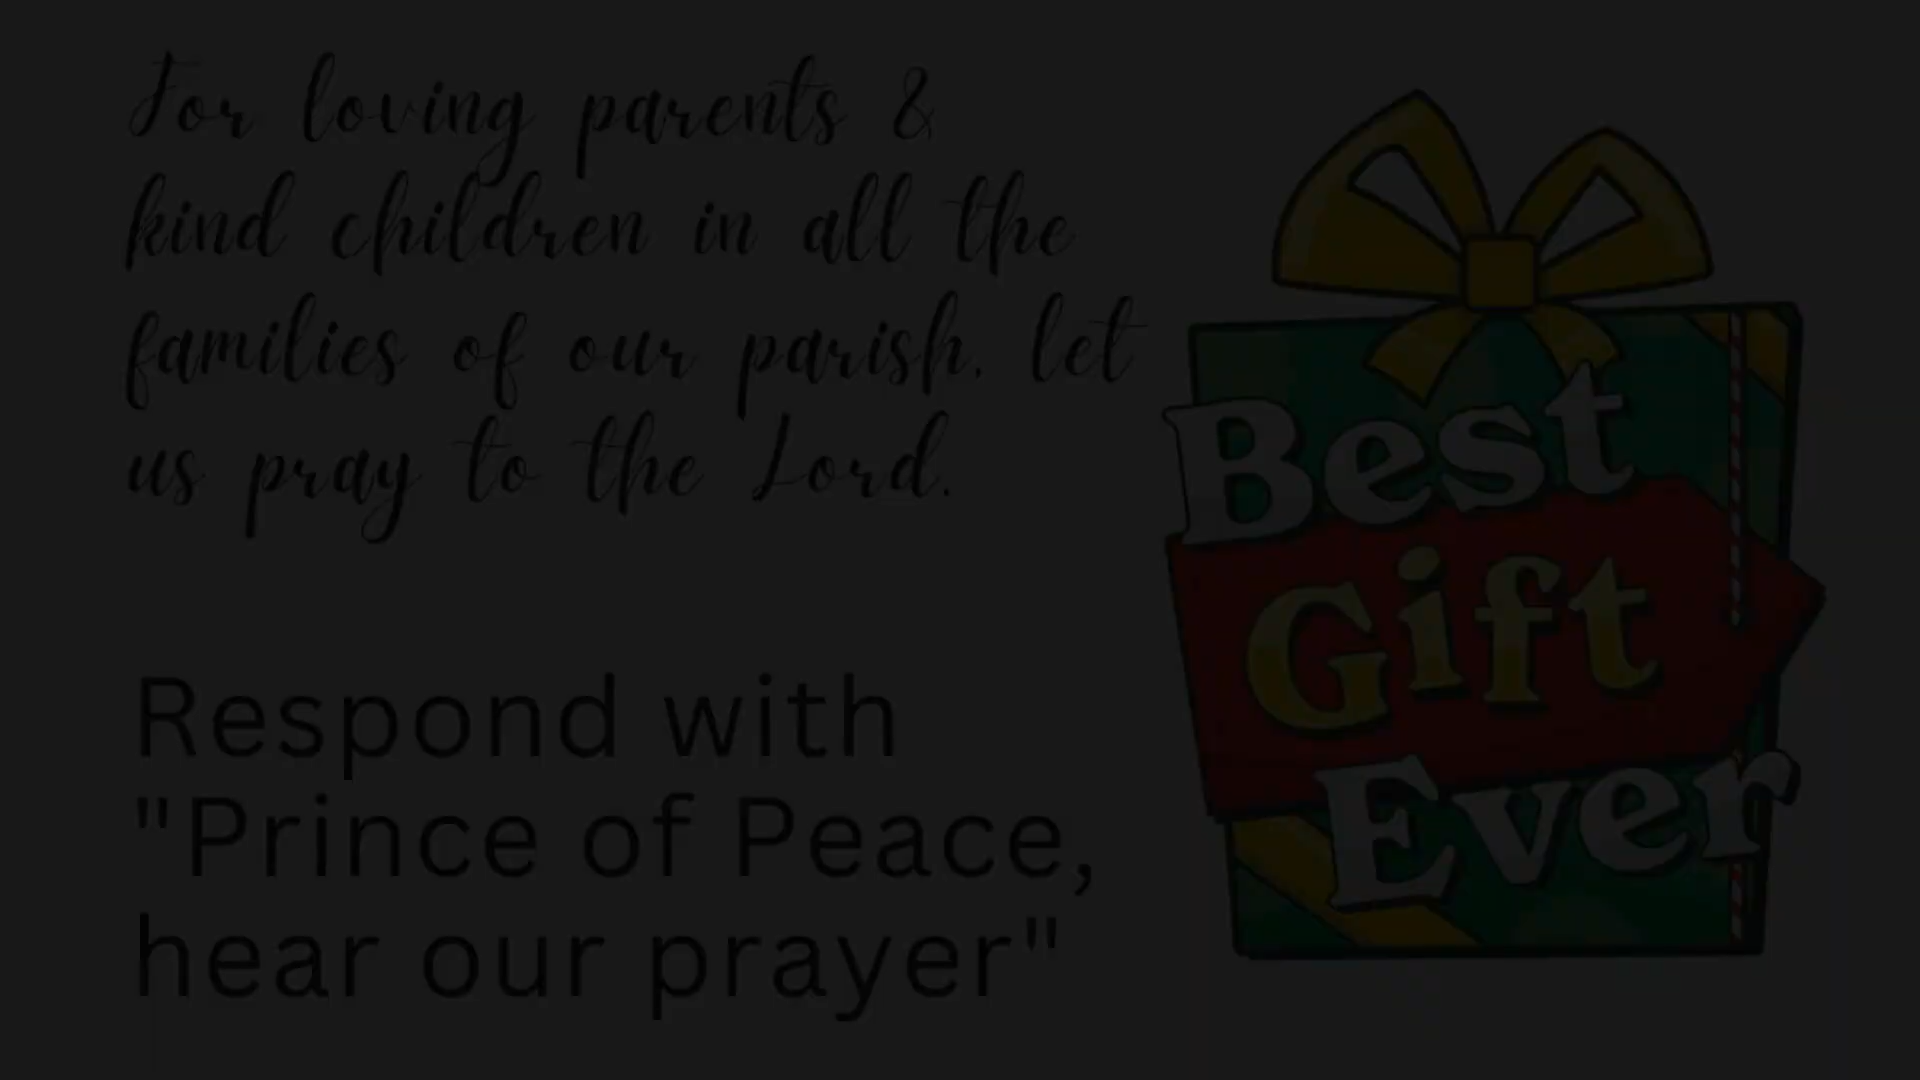 For loving parents &
kind children in all the
families of our parish, let
us pray to the Lord.
Respond with
"Prince of Peace,
hear our prayer"
Best
Gift
Ever